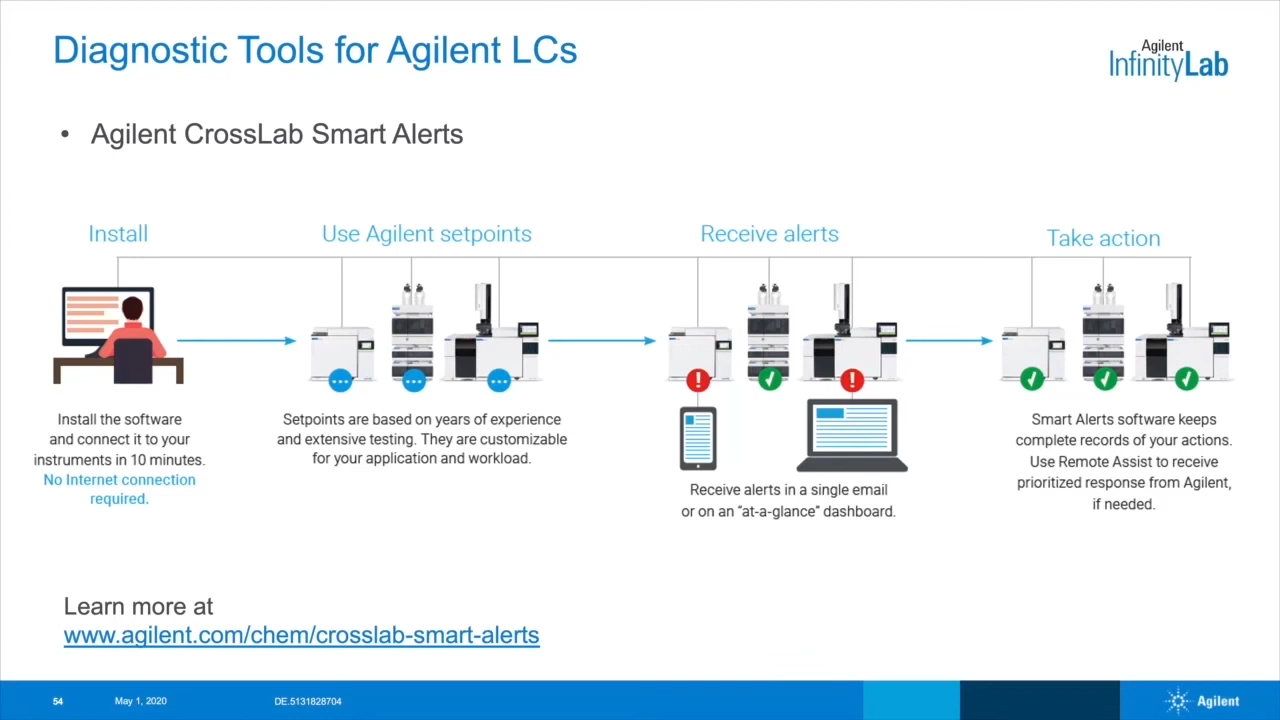 Diagnostic Tools for Agilent LCs
Agilent
InfinityLab
• Agilent CrossLab Smart Alerts
Install
Use Agilent setpoints
Receive alerts
Take action
Install the software
and connect it to your
instruments in 10 minutes.
No Internet connection
required.
Setpoints are based on years of experience
and extensive testing. They are customizable
for your application and workload.
Receive alerts in a single email
or on an “at-a-glance” dashboard.
Smart Alerts software keeps
complete records of your actions.
Use Remote Assist to receive
prioritized response from Agilent,
if needed.
Learn more at
www.agilent.com/chem/crosslab-smart-alerts
54
May 1, 2020
DE.5131828704
Agilent